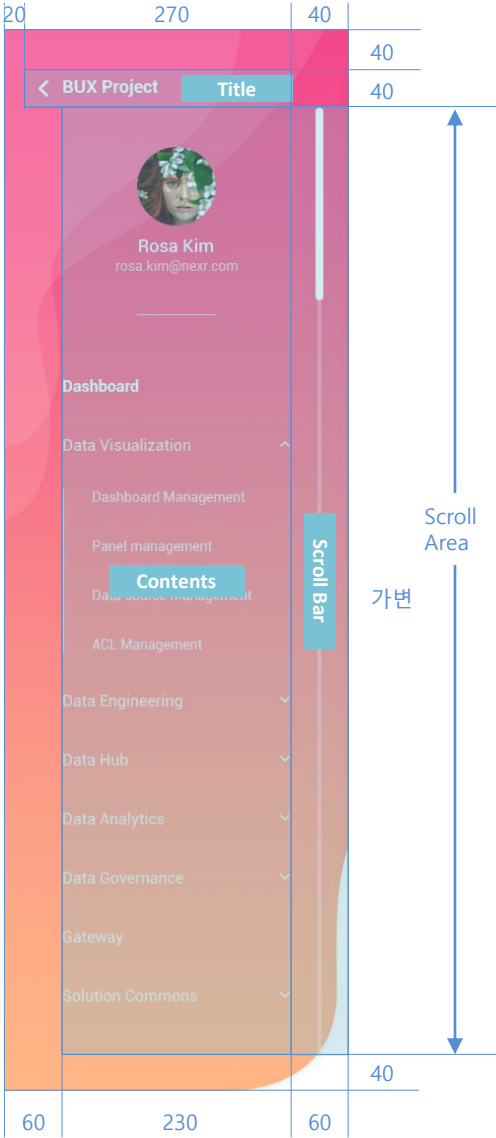 20 270 40
40
BUX Project Title 40
Rosa Kim
rosa.kim@nexr.com
Dashboard
Data Visualization
Dashboard Management
Scroll
Area
Panel management
Scroll Bar
Contents
가변
Data Source Management
ACL Management
Data Engineering
Data Hub
Data Analytics
Data Governance
Gateway
Solution Commons
40
60 230 60